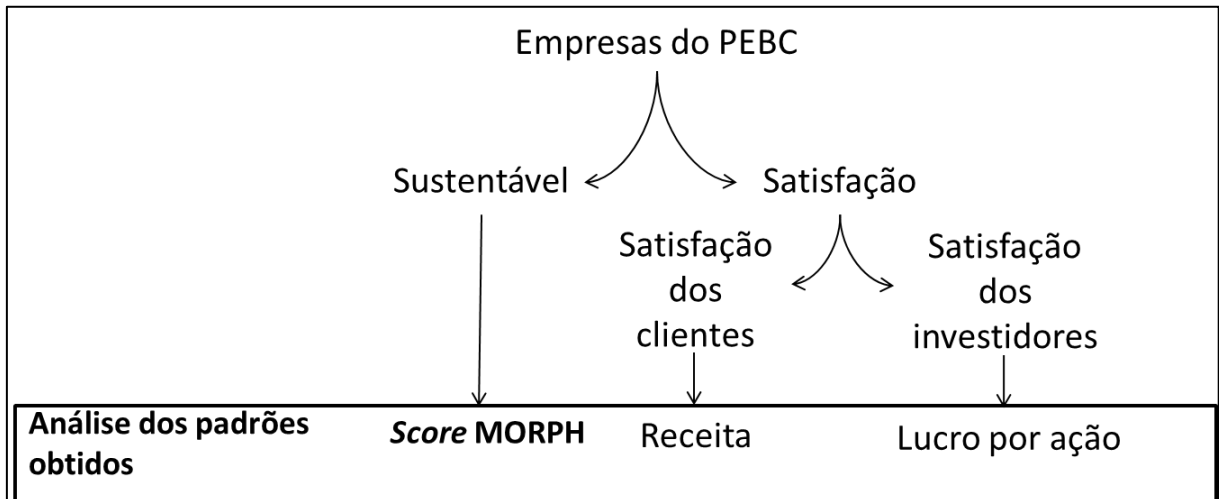 Empresas do PEBC
Sustentável
Satisfação
Satisfação
dos
clientes
Satisfação
dos
investidores
Análise dos padrões
obtidos
Score MORPH
Receita
Lucro por ação